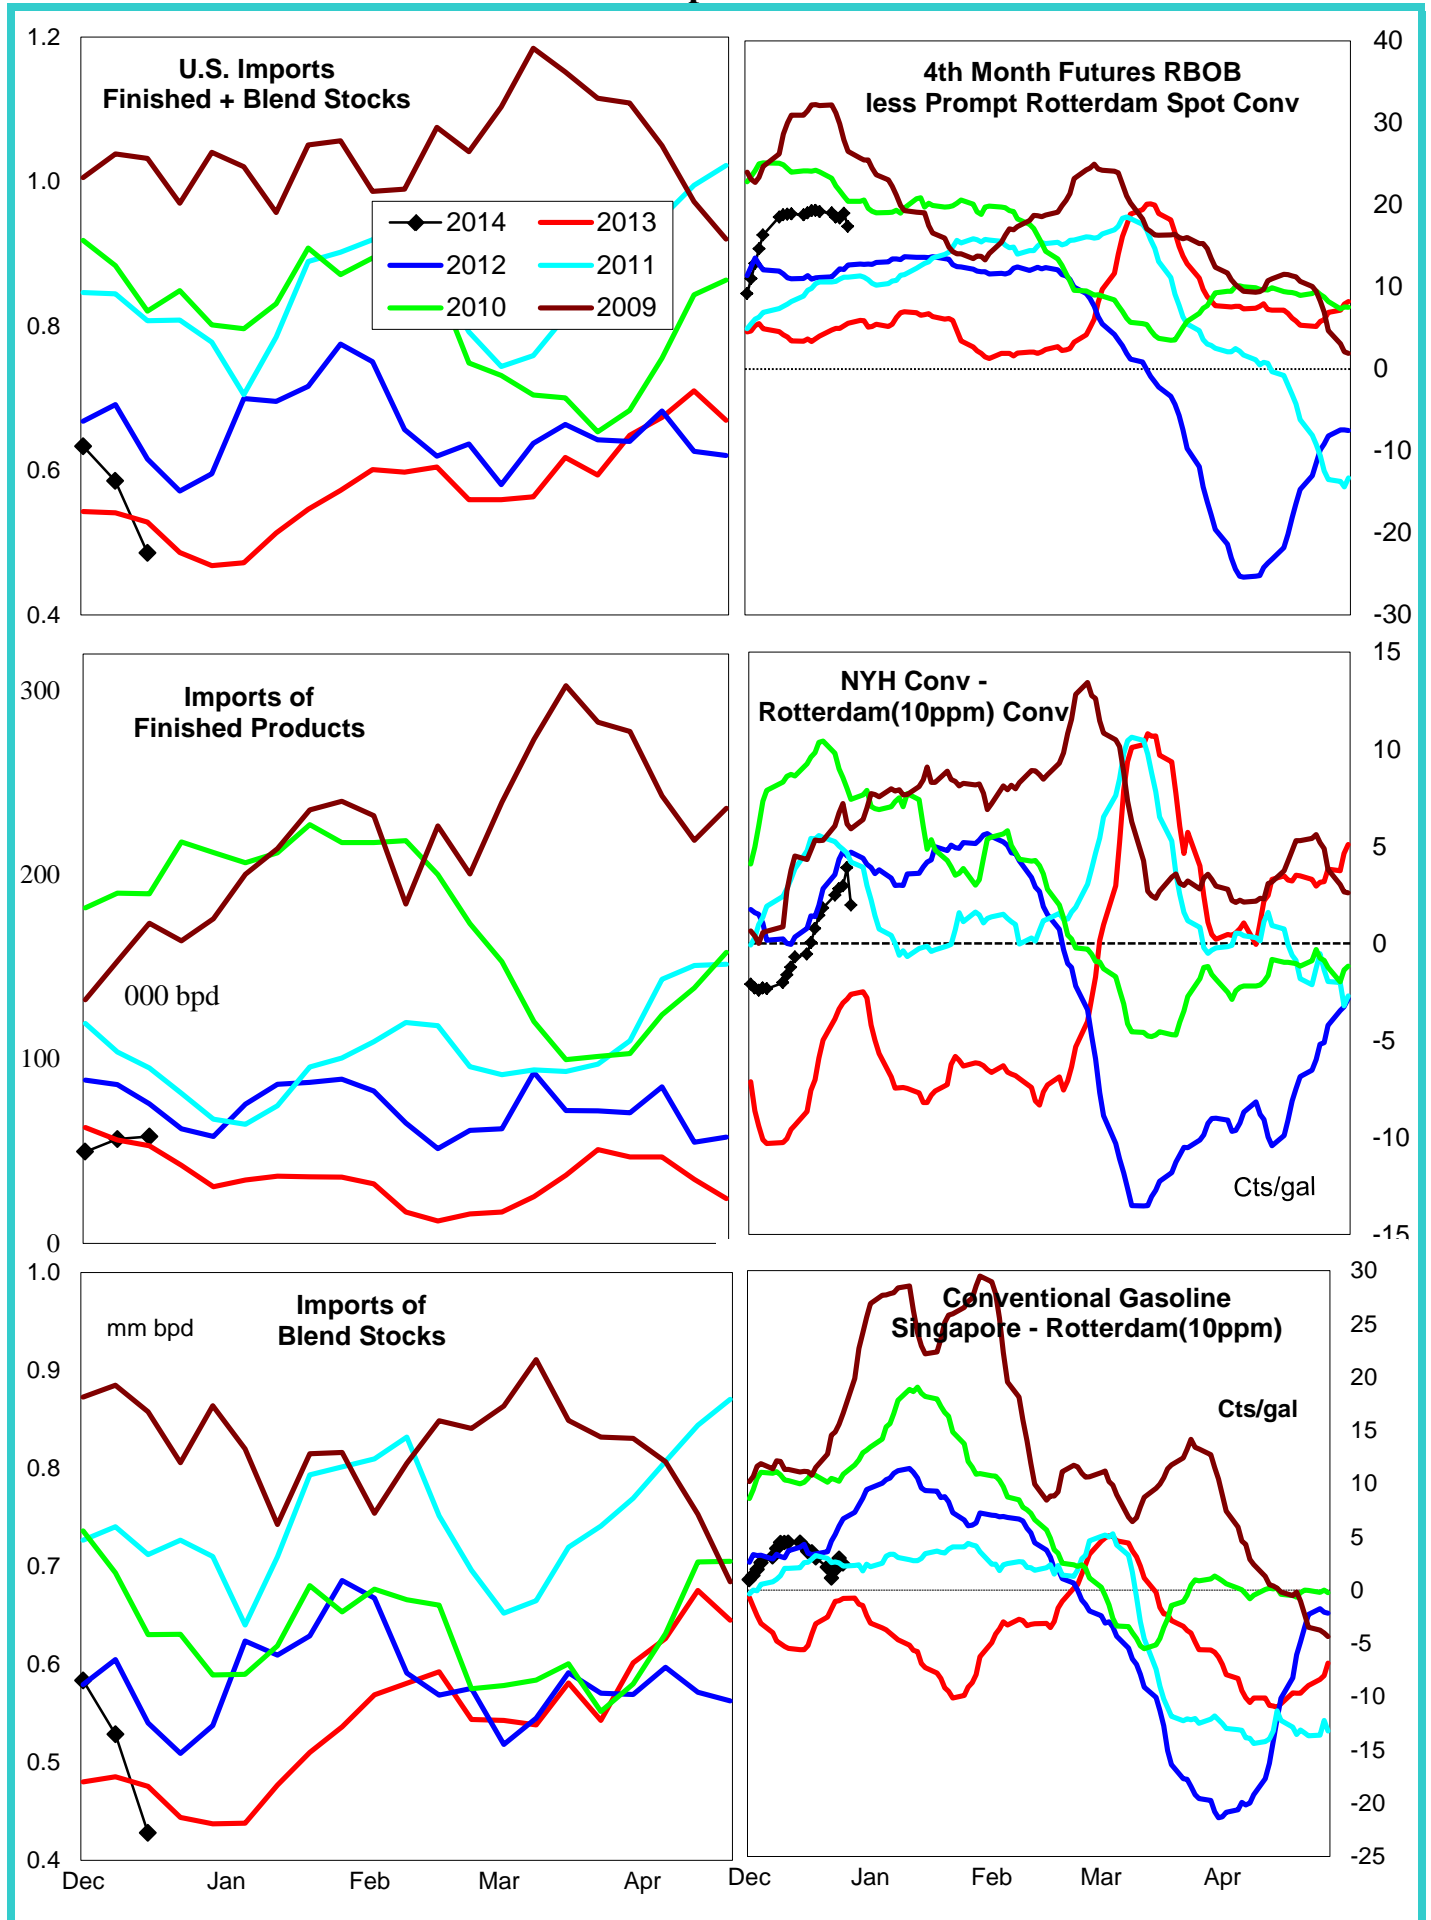 1.2
1.0
0.8
0.6
0.4
U.S. Imports
Finished + Blend Stocks
2014 2013
2012 2011
2010 2009
4th Month Futures RBOB
less Prompt Rotterdam Spot Conv
40
30
20
10
0
-10
-20
-30
300
200
100
0
Imports of
Finished Products
000 bpd
NYH Conv -
Rotterdam(10ppm) Conv
Cts/gal
15
10
5
0
-5
-10
-15
1.0
0.9
0.8
0.7
0.6
0.5
0.4
mm bpd
Imports of
Blend Stocks
Dec Jan Feb Mar Apr
Conventional Gasoline
Singapore - Rotterdam(10ppm)
Cts/gal
30
25
20
15
10
5
0
-5
-10
-15
-20
-25
Dec Jan Feb Mar Apr